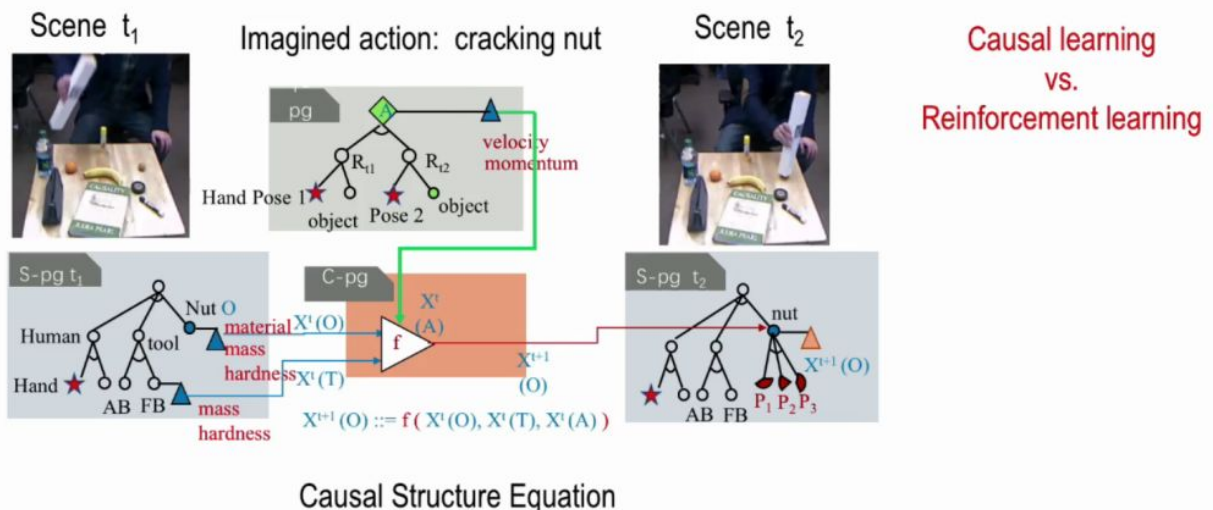 Scene t₁
Imagined action: cracking nut
Scene t₂
Causal learning
vs.
Reinforcement learning
pg
A
velocity
momentum
Rt1
Rt2
Hand Pose 1
object
Pose 2
object
CAUSALITY
JUDEA PEARL
S-pg t₁
Nut O
Human
tool
Hand
AB
FB
material
mass
hardness
mass
hardness
C-pg
Xᵗ(O)
Xᵗ(T)
Xᵗ
(A)
f
Xᵗ⁺¹
(O)
Xᵗ⁺¹(O) ::= f ( Xᵗ(O), Xᵗ(T), Xᵗ(A) )
S-pg t₂
nut
Xᵗ⁺¹(O)
AB
FB
P₁ P₂ P₃
Causal Structure Equation